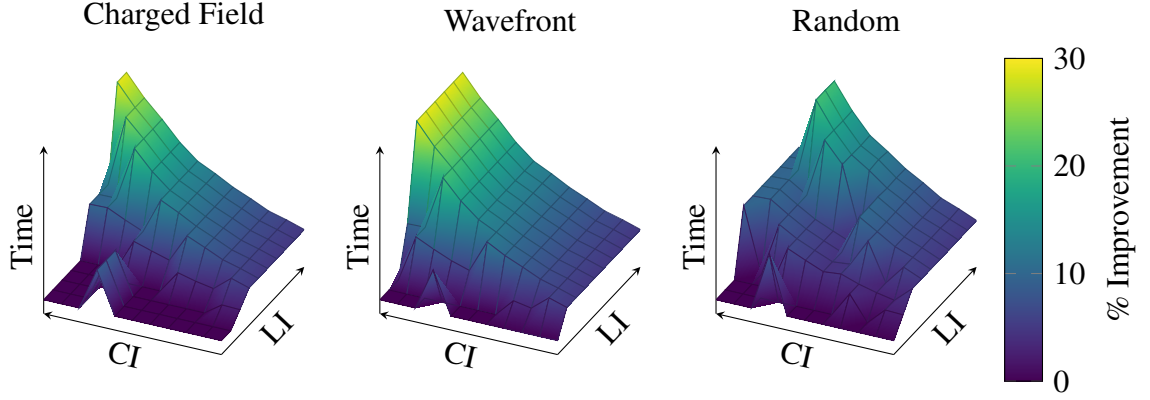 Charged Field
Wavefront
Random
Time
CI
LI
Time
CI
LI
Time
CI
LI
30
20
10
0
% Improvement